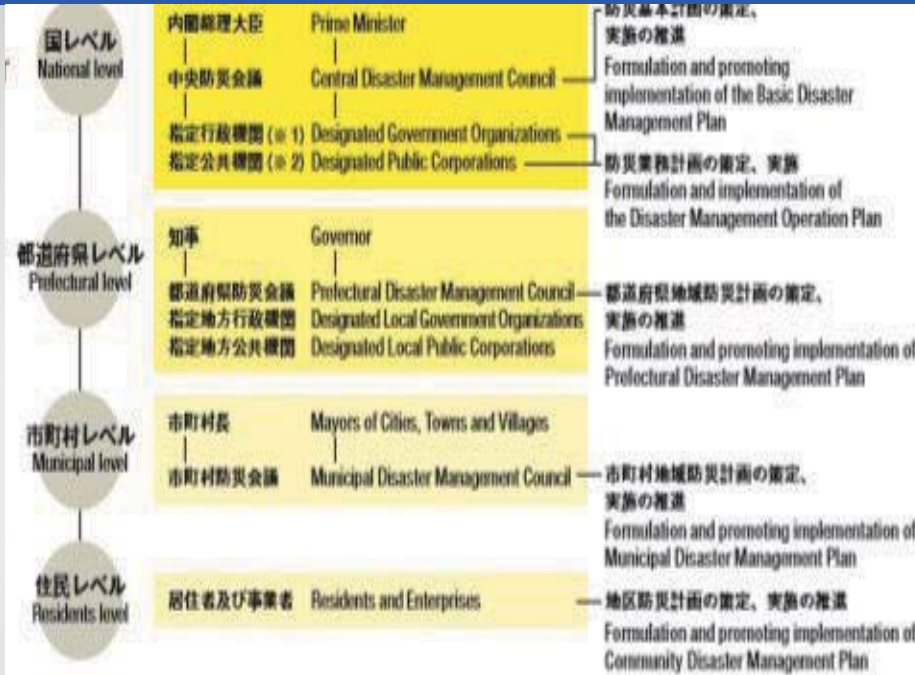 国レベル
National level
内閣総理大臣 Prime Minister
中央防災会議 Central Disaster Management Council
指定行政機関 (※ 1) Designated Government Organizations
指定公共機関 (※ 2) Designated Public Corporations
防災基本計画の策定、
実施の推進
Formulation and promoting
implementation of the Basic Disaster
Management Plan
防災業務計画の策定、実施
Formulation and implementation of
the Disaster Management Operation Plan
都道府県レベル
Prefectural level
知事 Governor
都道府県防災会議 Prefectural Disaster Management Council
指定地方行政機関 Designated Local Government Organizations
指定地方公共機関 Designated Local Public Corporations
都道府県地域防災計画の策定、
実施の推進
Formulation and promoting implementation of
Prefectural Disaster Management Plan
市町村レベル
Municipal level
市町村長 Mayors of Cities, Towns and Villages
市町村防災会議 Municipal Disaster Management Council
市町村地域防災計画の策定、
実施の推進
Formulation and promoting implementation of
Municipal Disaster Management Plan
住民レベル
Residents level
居住者及び事業者 Residents and Enterprises
地区防災計画の策定、実施の推進
Formulation and promoting implementation of
Community Disaster Management Plan